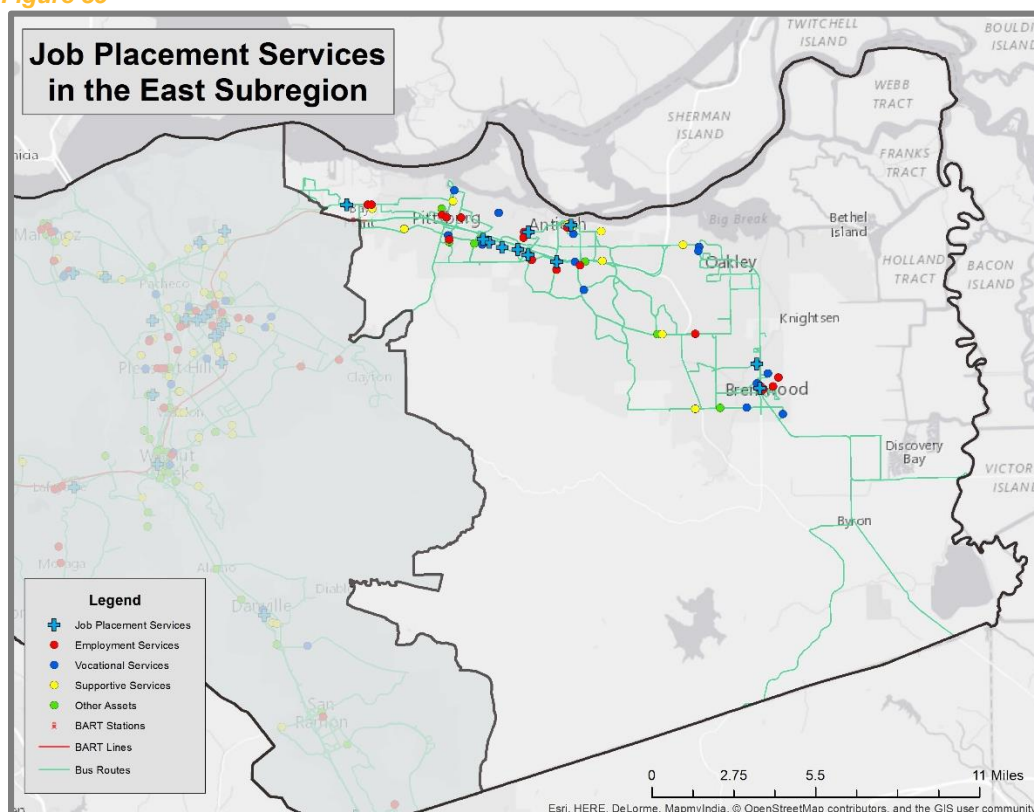 Job Placement Services
in the East Subregion
TWITCHELL
ISLAND
WEBB
TRACT
SHERMAN
ISLAND
FRANKS
TRACT
Pittsburg
Antioch
Big Break
Bethel
Island
Oakley
HOLLAND
TRACT
BACON
ISLAND
Pacheco
Knightsen
Clayton
Brentwood
Discovery
Bay
Byron
Alamo
Danville
San
Ramon
Legend
Job Placement Services
Employment Services
Vocational Services
Supportive Services
Other Assets
BART Stations
BART Lines
Bus Routes
0 2.75 5.5 11 Miles
Esri, HERE, DeLorme, MapmyIndia, © OpenStreetMap contributors, and the GIS user community